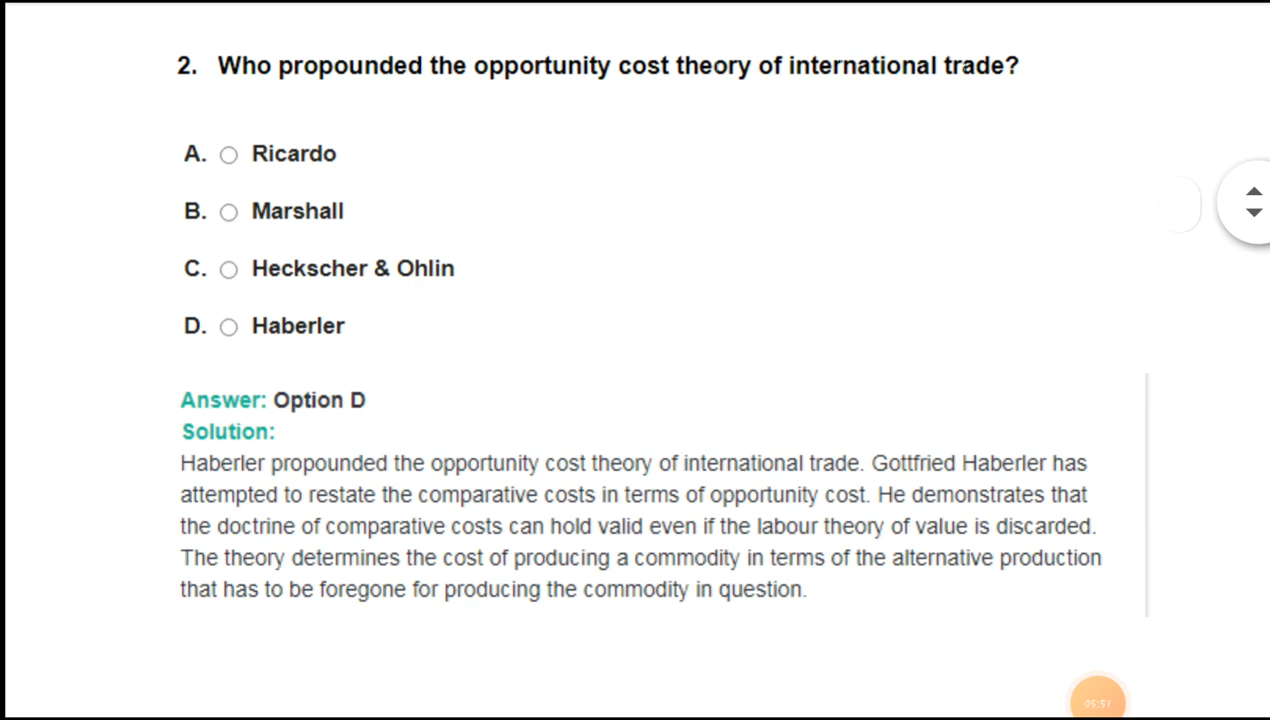 2. Who propounded the opportunity cost theory of international trade?
A. Ricardo
B. Marshall
C. Heckscher & Ohlin
D. Haberler
Answer: Option D
Solution:
Haberler propounded the opportunity cost theory of international trade. Gottfried Haberler has
attempted to restate the comparative costs in terms of opportunity cost. He demonstrates that
the doctrine of comparative costs can hold valid even if the labour theory of value is discarded.
The theory determines the cost of producing a commodity in terms of the alternative production
that has to be foregone for producing the commodity in question.
05:51